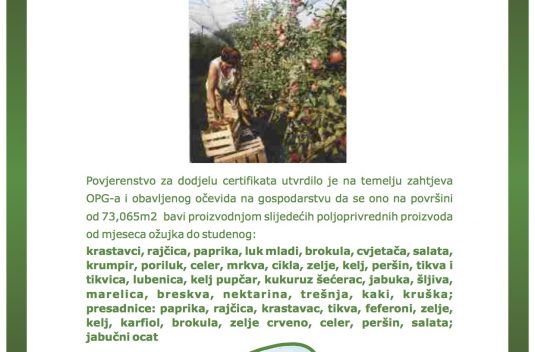 Povjerenstvo za dodjelu certifikata utvrdilo je na temelju zahtjeva
OPG-a i obavljenog očevida na gospodarstvu da se ono na površini
od 73,065m2 bavi proizvodnjom slijedećih poljoprivrednih proizvoda
od mjeseca ožujka do studenog:
krastavci, rajčica, paprika, luk mladi, brokula, cvjetača, salata,
krumpir, poriluk, celer, mrkva, cikla, zelje, kelj, peršin, tikva i
tikvica, lubenica, kelj pupčar, kukuruz šećerac, jabuka, šljiva,
marelica, breskva, nektarina, trešnja, kaki, kruška;
presadnice: paprika, rajčica, krastavac, tikva, feferoni, zelje,
kelj, karfiol, brokula, zelje crveno, celer, peršin, salata;
jabučni ocat